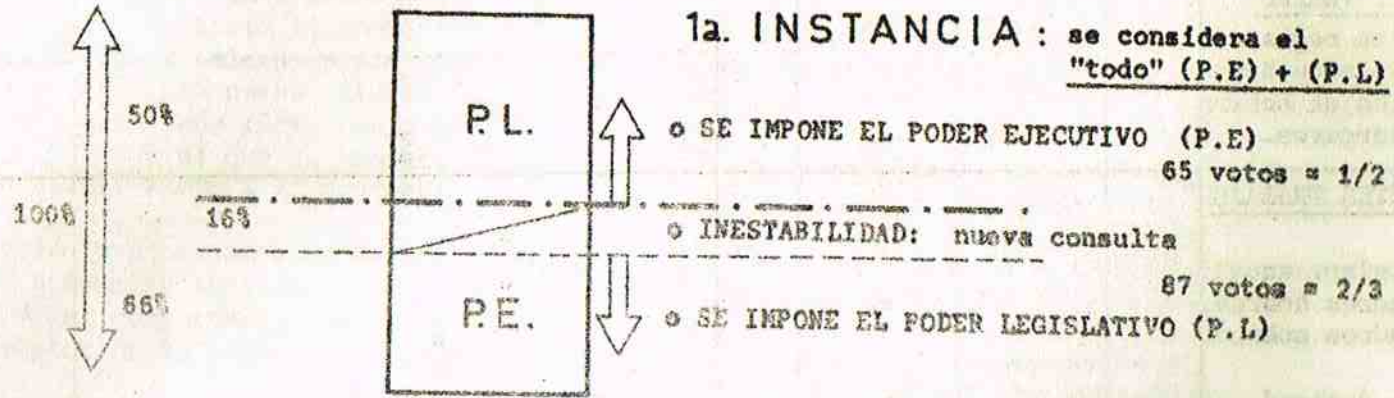 1a. INSTANCIA : se considera el
"todo" (P.E) + (P.L)
50%
P.L.
o SE IMPONE EL PODER EJECUTIVO (P.E)
65 votos = 1/2
100%
16%
o INESTABILIDAD: nueva consulta
87 votos = 2/3
66%
P.E.
o SE IMPONE EL PODER LEGISLATIVO (P.L)